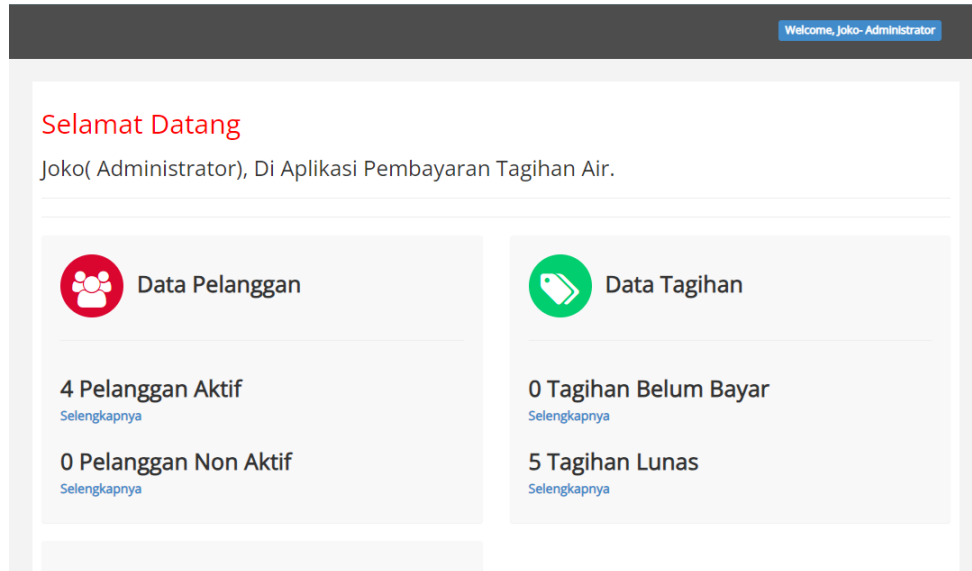 Welcome, Joko- Administrator
Selamat Datang
Joko( Administrator), Di Aplikasi Pembayaran Tagihan Air.
Data Pelanggan
4 Pelanggan Aktif
Selengkapnya
0 Pelanggan Non Aktif
Selengkapnya
Data Tagihan
0 Tagihan Belum Bayar
Selengkapnya
5 Tagihan Lunas
Selengkapnya